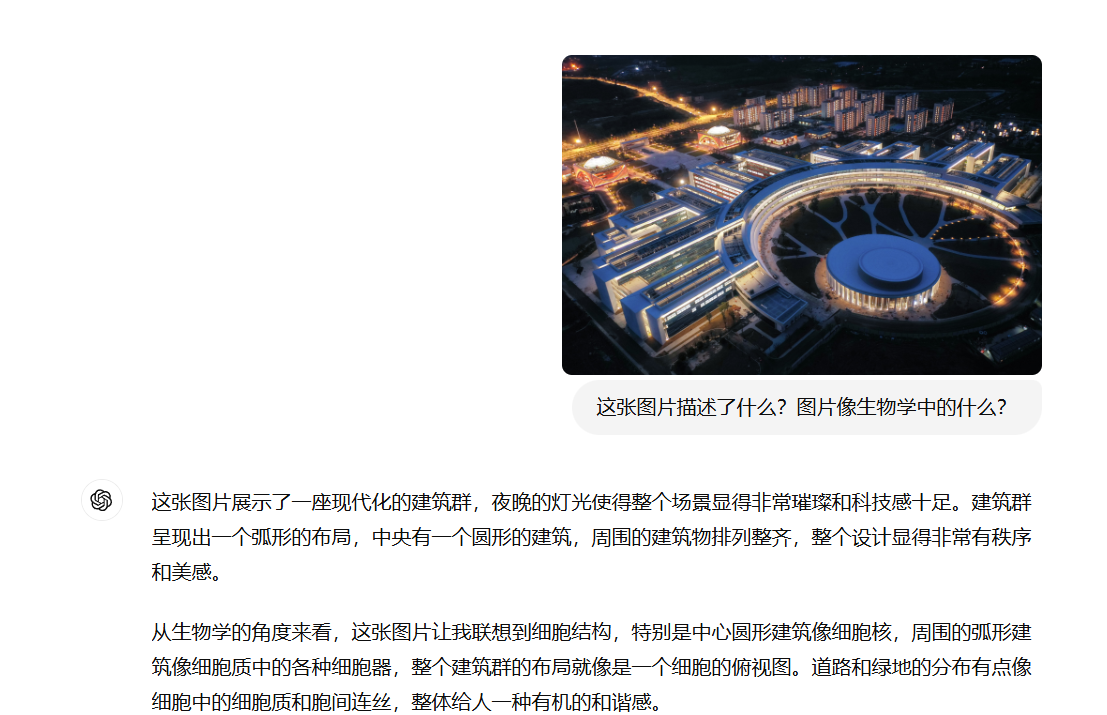 这张图片描述了什么？图片像生物学中的什么？
这张图片展示了一座现代化的建筑群，夜晚的灯光使得整个场景显得非常璀璨和科技感十足。建筑群
呈现出一个弧形的布局，中央有一个圆形的建筑，周围的建筑物排列整齐，整个设计显得非常有秩序
和美感。
从生物学的角度来看，这张图片让我联想到细胞结构，特别是中心圆形建筑像细胞核，周围的弧形建
筑像细胞质中的各种细胞器，整个建筑群的布局就像是一个细胞的俯视图。道路和绿地的分布有点像
细胞中的细胞质和胞间连丝，整体给人一种有机的和谐感。